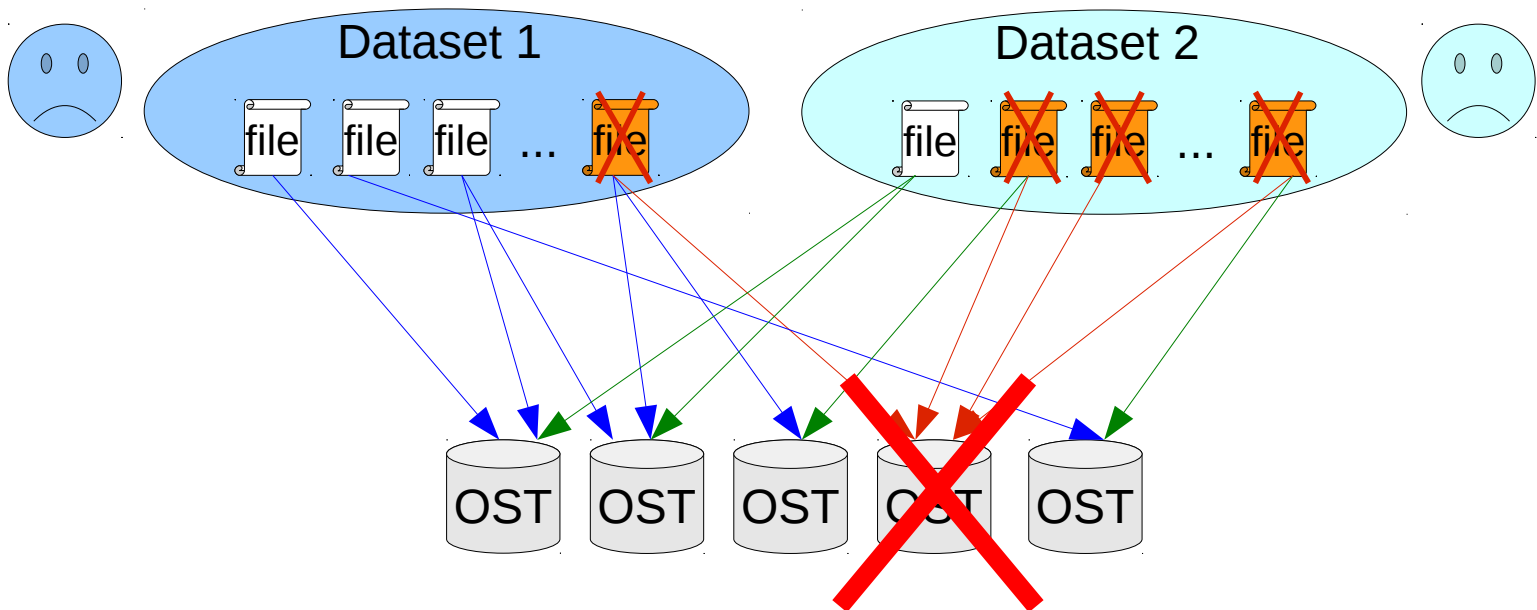 Dataset 1
Dataset 2
file file file ... file
file file file ... file
OST OST OST OST OST